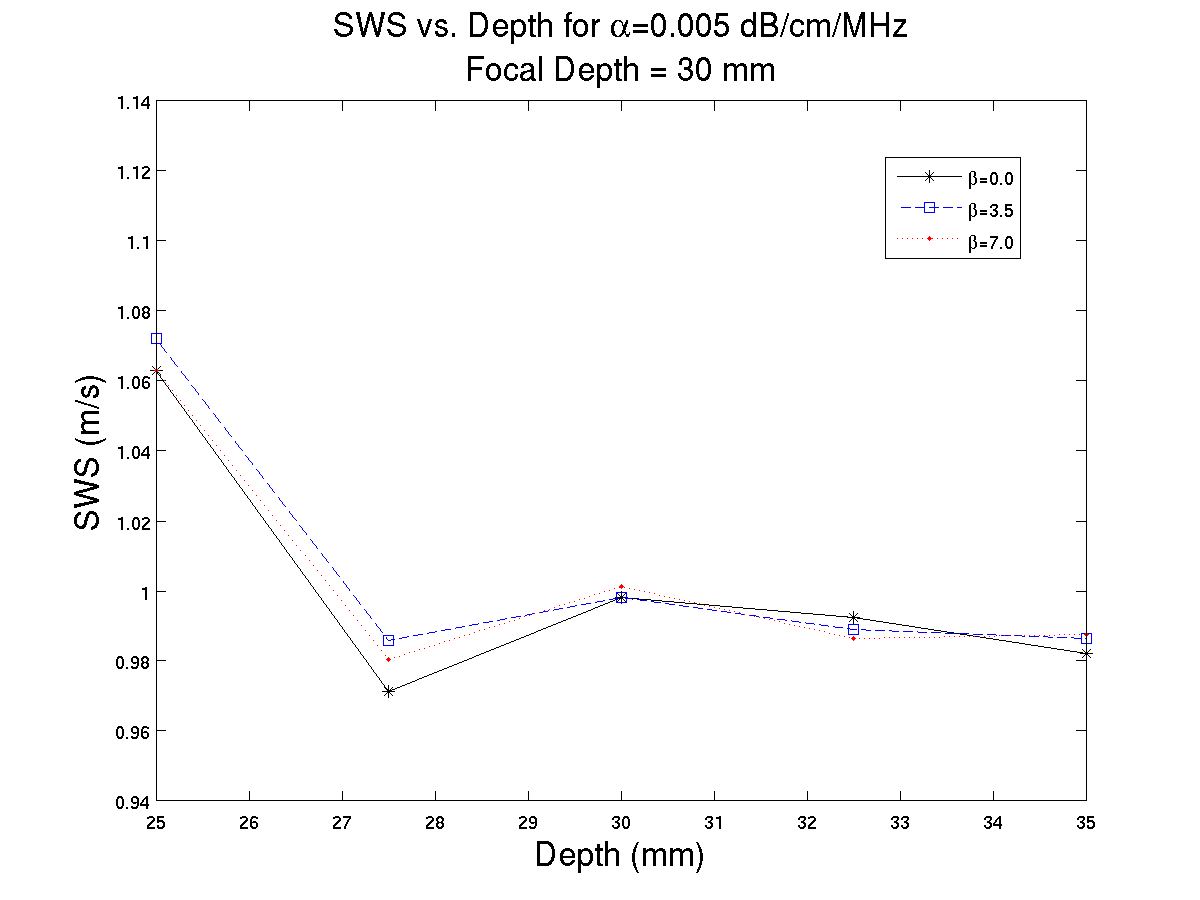 SWS vs. Depth for α=0.005 dB/cm/MHz
Focal Depth = 30 mm
1.14
1.12
1.1
1.08
1.06
1.04
1.02
1
0.98
0.96
0.94
SWS (m/s)
β=0.0
β=3.5
β=7.0
25 26 27 28 29 30 31 32 33 34 35
Depth (mm)